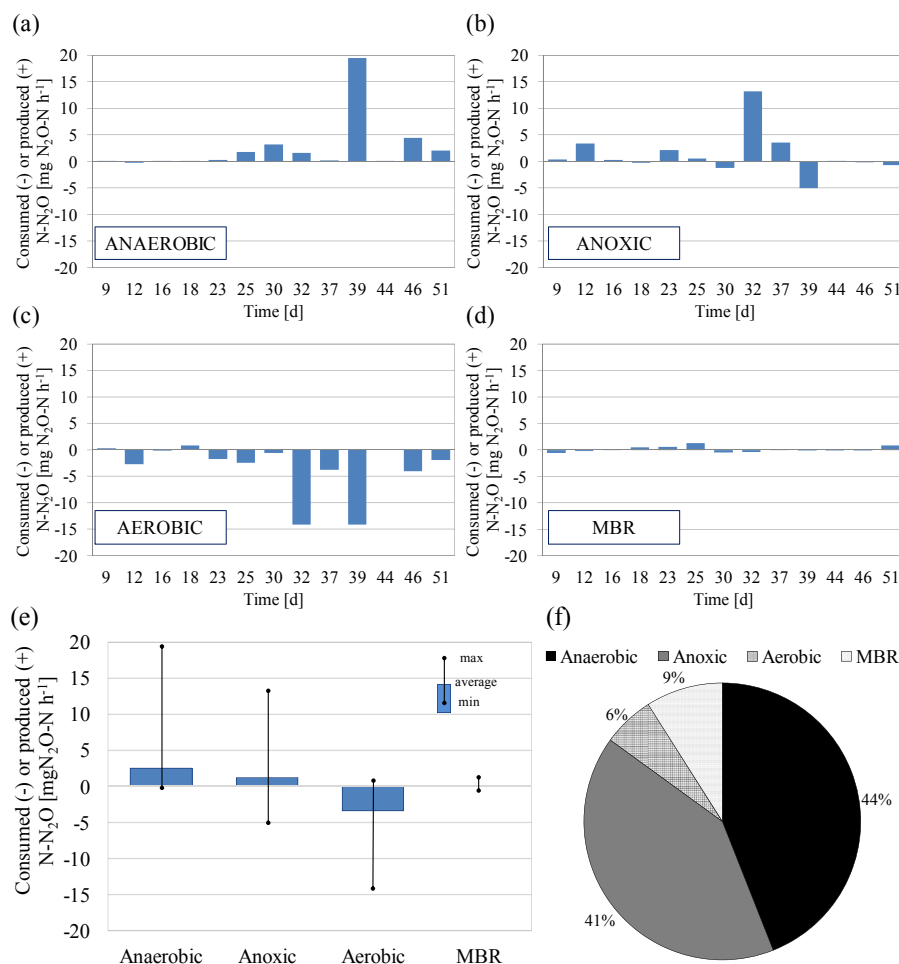 (a)
Consumed (-) or produced (+)
N-N₂O [mg N₂O-N h⁻¹]
20
15
10
5
0
-5
-10
-15
-20
ANAEROBIC
9 12 16 18 23 25 30 32 37 39 44 46 51
Time [d]
(b)
Consumed (-) or produced (+)
N-N₂O [mg N₂O-N h⁻¹]
20
15
10
5
0
-5
-10
-15
-20
ANOXIC
9 12 16 18 23 25 30 32 37 39 44 46 51
Time [d]
(c)
Consumed (-) or produced (+)
N-N₂O [mg N₂O-N h⁻¹]
20
15
10
5
0
-5
-10
-15
-20
AEROBIC
9 12 16 18 23 25 30 32 37 39 44 46 51
Time [d]
(d)
Consumed (-) or produced (+)
N-N₂O [mg N₂O-N h⁻¹]
20
15
10
5
0
-5
-10
-15
-20
MBR
9 12 16 18 23 25 30 32 37 39 44 46 51
Time [d]
(e)
Consumed (-) or produced (+)
N-N₂O [mgN₂O-N h⁻¹]
20
15
10
5
0
-5
-10
-15
-20
max
average
min
Anaerobic Anoxic Aerobic MBR
(f)
Anaerobic Anoxic Aerobic MBR
9%
6%
44%
41%